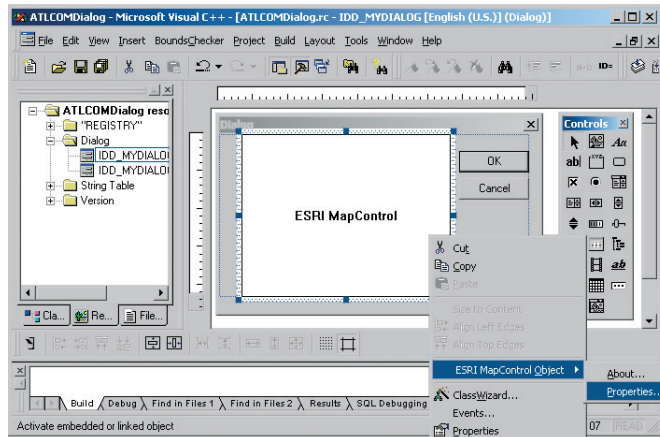 ATLCOMDialog - Microsoft Visual C++ - [ATLCOMDialog.rc - IDD_MYDIALOG [English (U.S.)] (Dialog)]
File Edit View Insert BoundsChecker Project Build Layout Tools Window Help
ATLCOMDialog reso
"REGISTRY"
Dialog
IDD_MYDIALO
IDD_MYDIALO
String Table
Version
Cla... Re... File...
Dialog
OK
Cancel
ESRI MapControl
Controls
Aa
ab|
ab
Cut
Copy
Paste
Size to Content
Align Left Edges
Align Top Edges
ESRI MapControl Object
ClassWizard...
Events...
Properties
About...
Properties...
Build Debug Find in Files 1 Find in Files 2 Results SQL Debugging
Activate embedded or linked object
07 READ